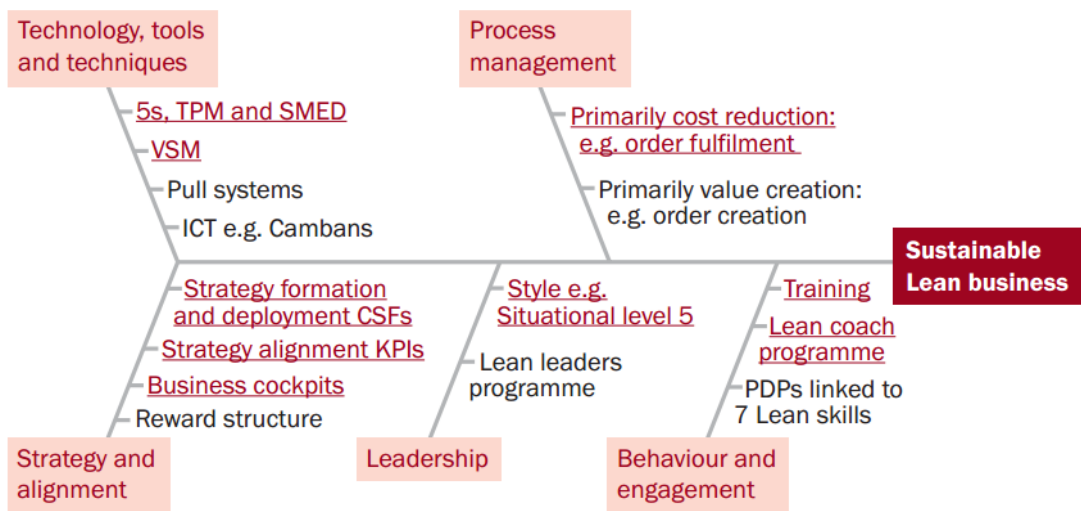 Technology, tools
and techniques
5s, TPM and SMED
VSM
Pull systems
ICT e.g. Cambans
Process
management
Primarily cost reduction:
e.g. order fulfilment
Primarily value creation:
e.g. order creation
Sustainable
Lean business
Strategy formation
and deployment CSFs
Strategy alignment KPIs
Business cockpits
Reward structure
Strategy and
alignment
Style e.g.
Situational level 5
Lean leaders
programme
Leadership
Training
Lean coach
programme
PDPs linked to
7 Lean skills
Behaviour and
engagement